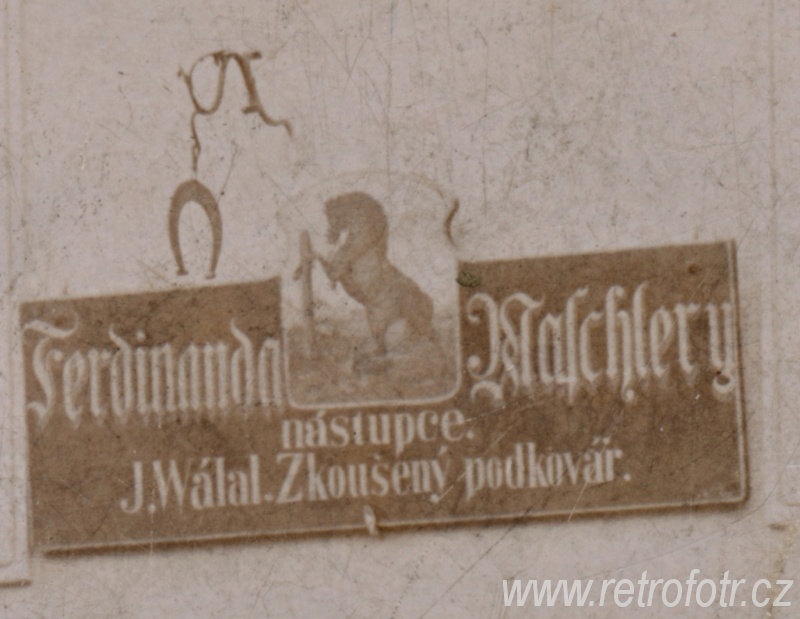 Ferdinanda Maſchlery
nástupce.
J. Wálal. Zkoušený podkovář.
www.retrofotr.cz